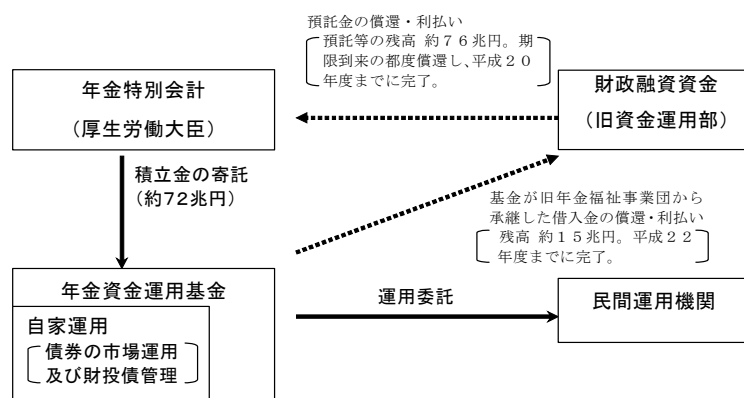 預託金の償還・利払い
預託等の残高 約７６兆円。期
限到来の都度償還し、平成２０
年度までに完了。
年金特別会計
（厚生労働大臣）
財政融資資金
（旧資金運用部）
積立金の寄託
（約72兆円）
基金が旧年金福祉事業団から
承継した借入金の償還・利払い
残高 約１５兆円。平成２２
年度までに完了。
年金資金運用基金
自家運用
債券の市場運用
及び財投債管理
運用委託
民間運用機関